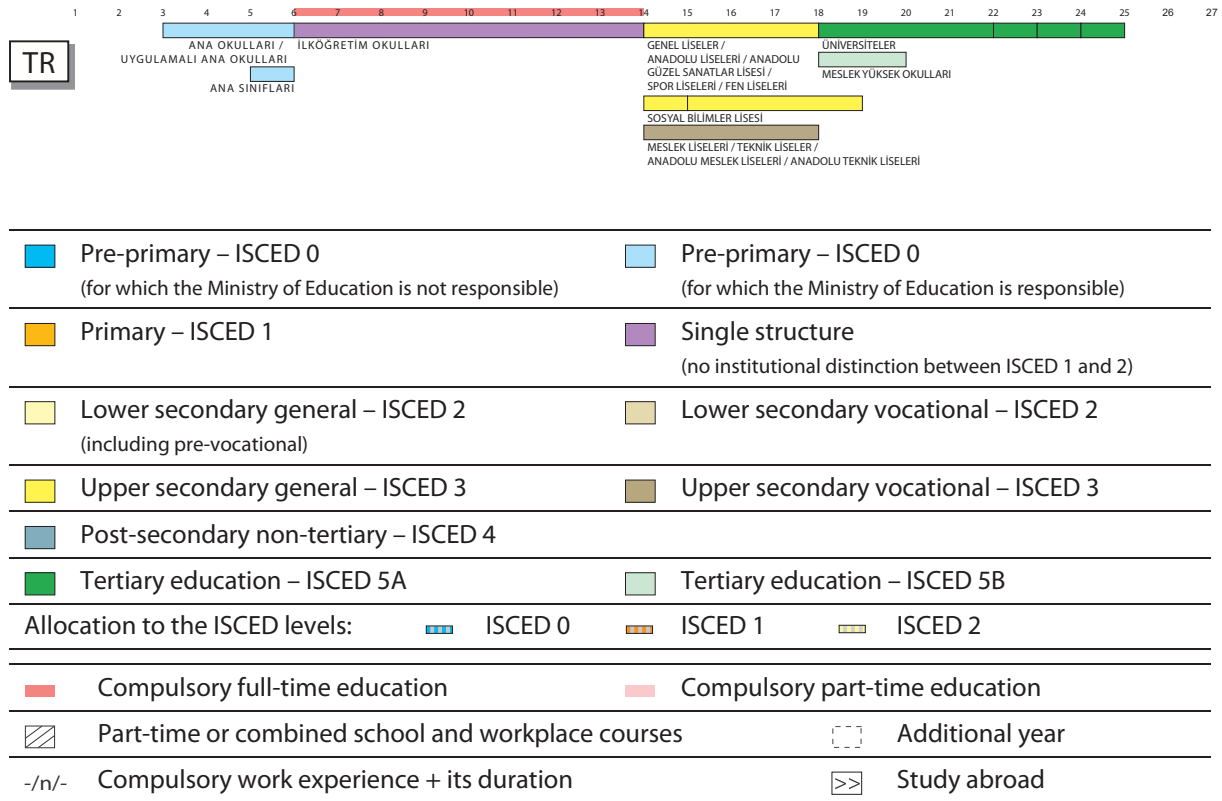 1 2 3 4 5 6 7 8 9 10 11 12 13 14 15 16 17 18 19 20 21 22 23 24 25 26 27
TR
ANA OKULLARI /
UYGULAMALI ANA OKULLARI
ANA SINIFLARI
İLKÖĞRETİM OKULLARI
GENEL LİSELER /
ANADOLU LİSELERİ / ANADOLU
GÜZEL SANATLAR LİSESİ /
SPOR LİSELERİ / FEN LİSELERİ
SOSYAL BİLİMLER LİSESİ
MESLEK LİSELERİ / TEKNİK LİSELER /
ANADOLU MESLEK LİSELERİ / ANADOLU TEKNİK LİSELERİ
ÜNİVERSİTELER
MESLEK YÜKSEK OKULLARI
Pre-primary – ISCED 0
(for which the Ministry of Education is not responsible)
Pre-primary – ISCED 0
(for which the Ministry of Education is responsible)
Primary – ISCED 1
Single structure
(no institutional distinction between ISCED 1 and 2)
Lower secondary general – ISCED 2
(including pre-vocational)
Lower secondary vocational – ISCED 2
Upper secondary general – ISCED 3
Upper secondary vocational – ISCED 3
Post-secondary non-tertiary – ISCED 4
Tertiary education – ISCED 5A
Tertiary education – ISCED 5B
Allocation to the ISCED levels: ISCED 0 ISCED 1 ISCED 2
Compulsory full-time education
Compulsory part-time education
Part-time or combined school and workplace courses
Additional year
-/n/- Compulsory work experience + its duration
>> Study abroad